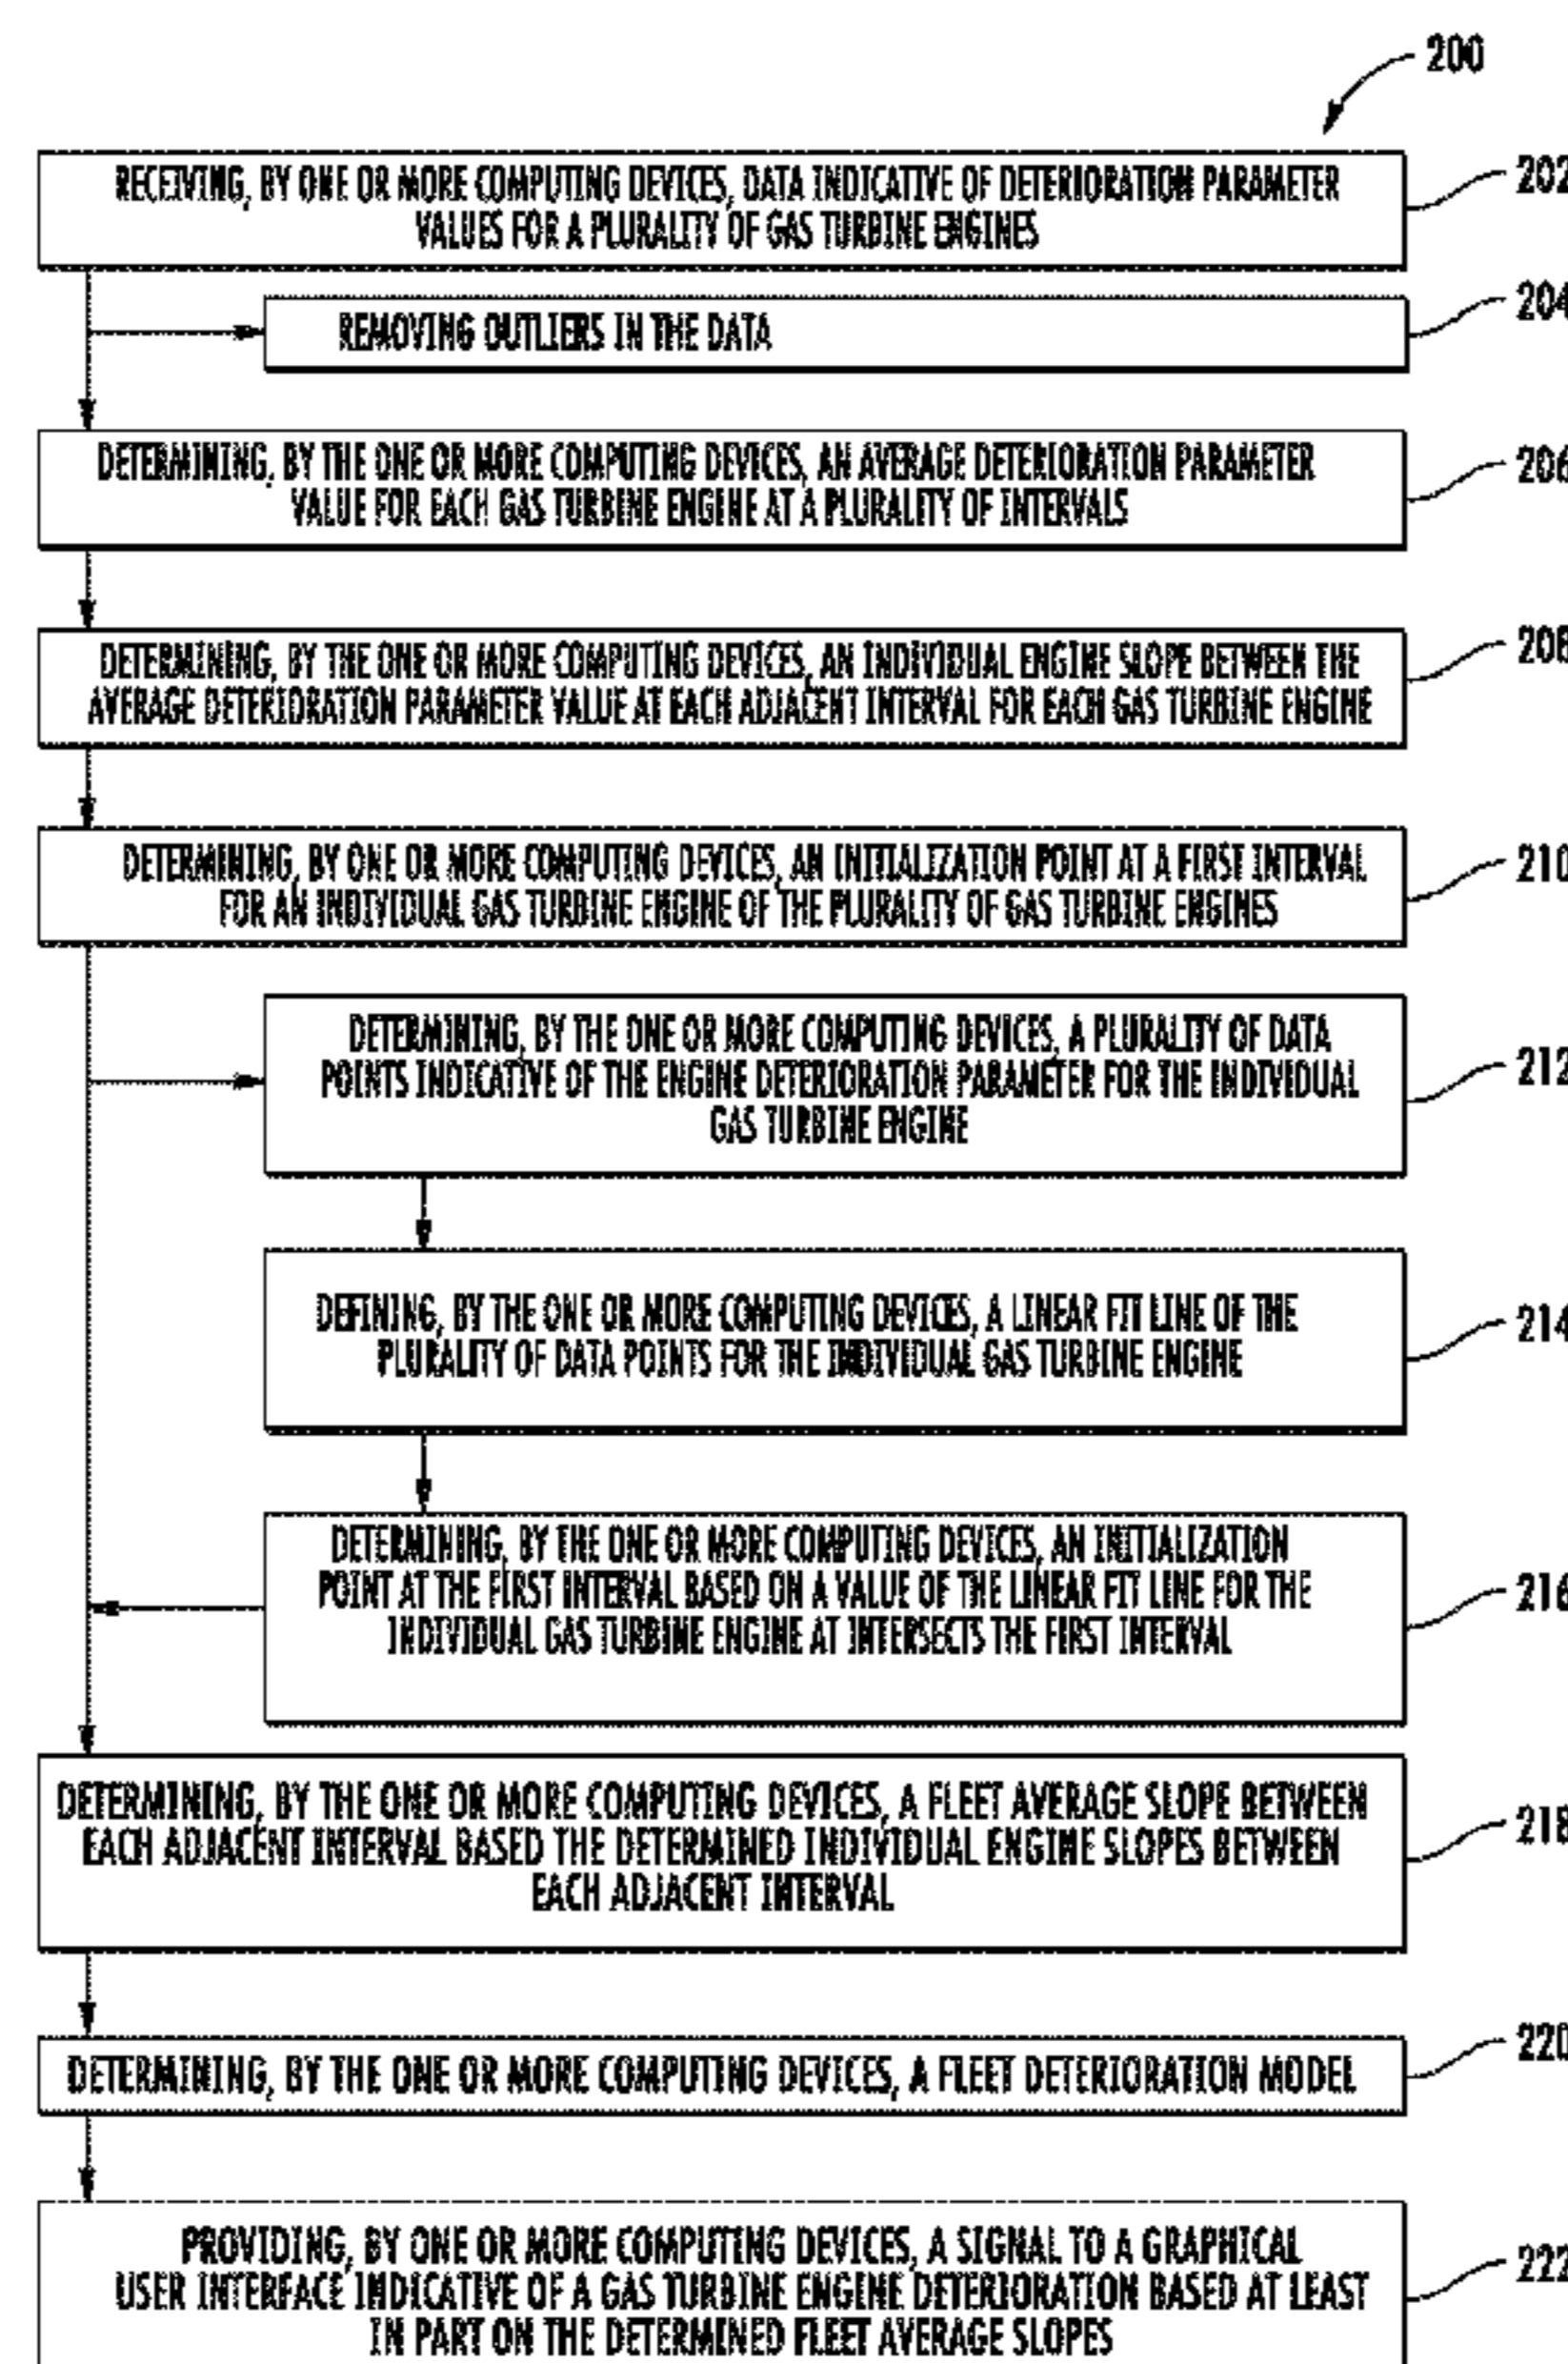 200
RECEIVING, BY ONE OR MORE COMPUTING DEVICES, DATA INDICATIVE OF DETERIORATION PARAMETER
VALUES FOR A PLURALITY OF GAS TURBINE ENGINES
202
REMOVING OUTLIERS IN THE DATA
204
DETERMINING, BY THE ONE OR MORE COMPUTING DEVICES, AN AVERAGE DETERIORATION PARAMETER
VALUE FOR EACH GAS TURBINE ENGINE AT A PLURALITY OF INTERVALS
206
DETERMINING, BY THE ONE OR MORE COMPUTING DEVICES, AN INDIVIDUAL ENGINE SLOPE BETWEEN THE
AVERAGE DETERIORATION PARAMETER VALUE AT EACH ADJACENT INTERVAL FOR EACH GAS TURBINE ENGINE
208
DETERMINING, BY ONE OR MORE COMPUTING DEVICES, AN INITIALIZATION POINT AT A FIRST INTERVAL
FOR AN INDIVIDUAL GAS TURBINE ENGINE OF THE PLURALITY OF GAS TURBINE ENGINES
210
DETERMINING, BY THE ONE OR MORE COMPUTING DEVICES, A PLURALITY OF DATA
POINTS INDICATIVE OF THE ENGINE DETERIORATION PARAMETER FOR THE INDIVIDUAL
GAS TURBINE ENGINE
212
DEFINING, BY THE ONE OR MORE COMPUTING DEVICES, A LINEAR FIT LINE OF THE
PLURALITY OF DATA POINTS FOR THE INDIVIDUAL GAS TURBINE ENGINE
214
DETERMINING, BY THE ONE OR MORE COMPUTING DEVICES, AN INITIALIZATION
POINT AT THE FIRST INTERVAL BASED ON A VALUE OF THE LINEAR FIT LINE FOR THE
INDIVIDUAL GAS TURBINE ENGINE AT INTERSECTS THE FIRST INTERVAL
216
DETERMINING, BY THE ONE OR MORE COMPUTING DEVICES, A FLEET AVERAGE SLOPE BETWEEN
EACH ADJACENT INTERVAL BASED THE DETERMINED INDIVIDUAL ENGINE SLOPES BETWEEN
EACH ADJACENT INTERVAL
218
DETERMINING, BY THE ONE OR MORE COMPUTING DEVICES, A FLEET DETERIORATION MODEL
220
PROVIDING, BY ONE OR MORE COMPUTING DEVICES, A SIGNAL TO A GRAPHICAL
USER INTERFACE INDICATIVE OF A GAS TURBINE ENGINE DETERIORATION BASED AT LEAST
IN PART ON THE DETERMINED FLEET AVERAGE SLOPES
222